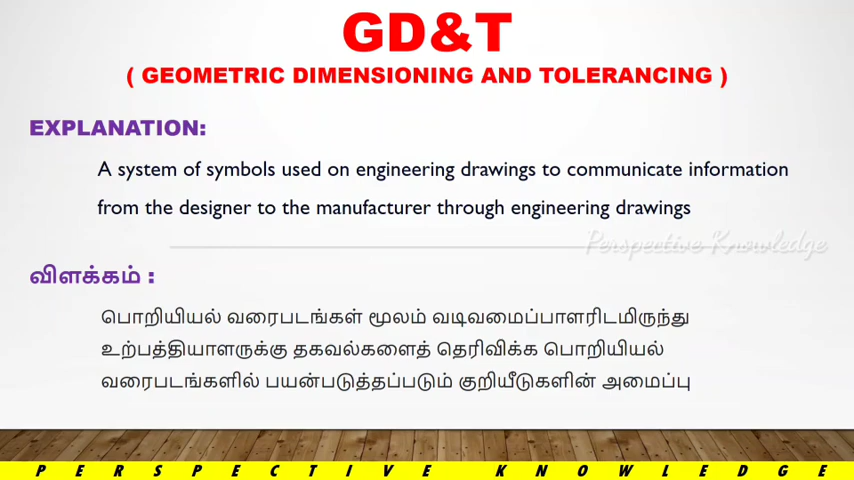 GD&T
( GEOMETRIC DIMENSIONING AND TOLERANCING )
EXPLANATION:
A system of symbols used on engineering drawings to communicate information
from the designer to the manufacturer through engineering drawings
Perspective Knowledge
விளக்கம் :
பொறியியல் வரைபடங்கள் மூலம் வடிவமைப்பாளரிடமிருந்து
உற்பத்தியாளருக்கு தகவல்களைத் தெரிவிக்க பொறியியல்
வரைபடங்களில் பயன்படுத்தப்படும் குறியீடுகளின் அமைப்பு
PERSPECTIVE KNOWLEDGE